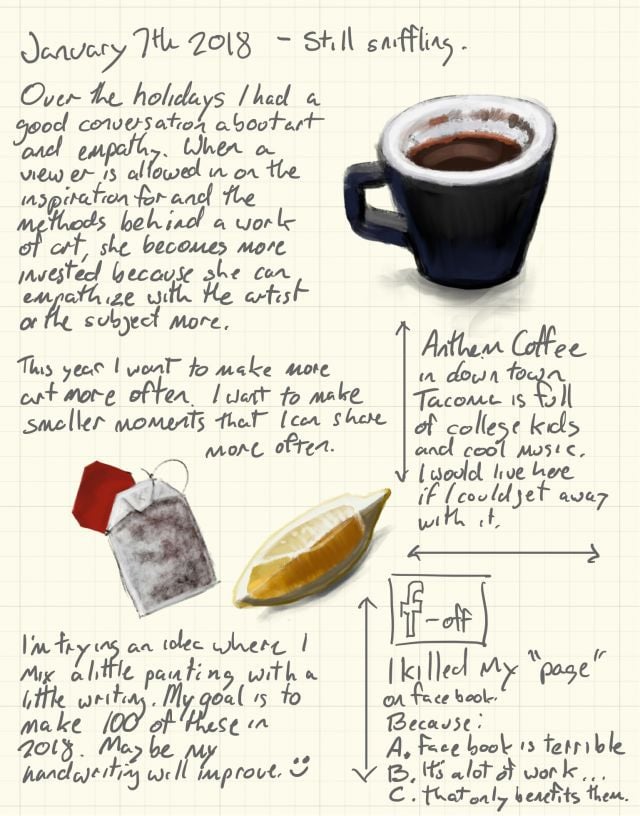 January 7th 2018 - Still sniffling.
Over the holidays I had a
good conversation about art
and empathy. When a
viewer is allowed in on the
inspiration for and the
methods behind a work
of art, she becomes more
invested because she can
empathize with the artist
or the subject more.
This year I want to make more
art more often. I want to make
smaller moments that I can share
more often.
Anthem Coffee
in down town
Tacoma is full
of college kids
and cool music.
I would live here
if I could get away
with it.
I'm trying an idea where I
mix a little painting with a
little writing. My goal is to
make 100 of these in
2018. Maybe my
handwriting will improve. :)
f-off
I killed my "page"
on facebook.
Because:
A. Facebook is terrible
B. It's a lot of work...
C. that only benefits them.